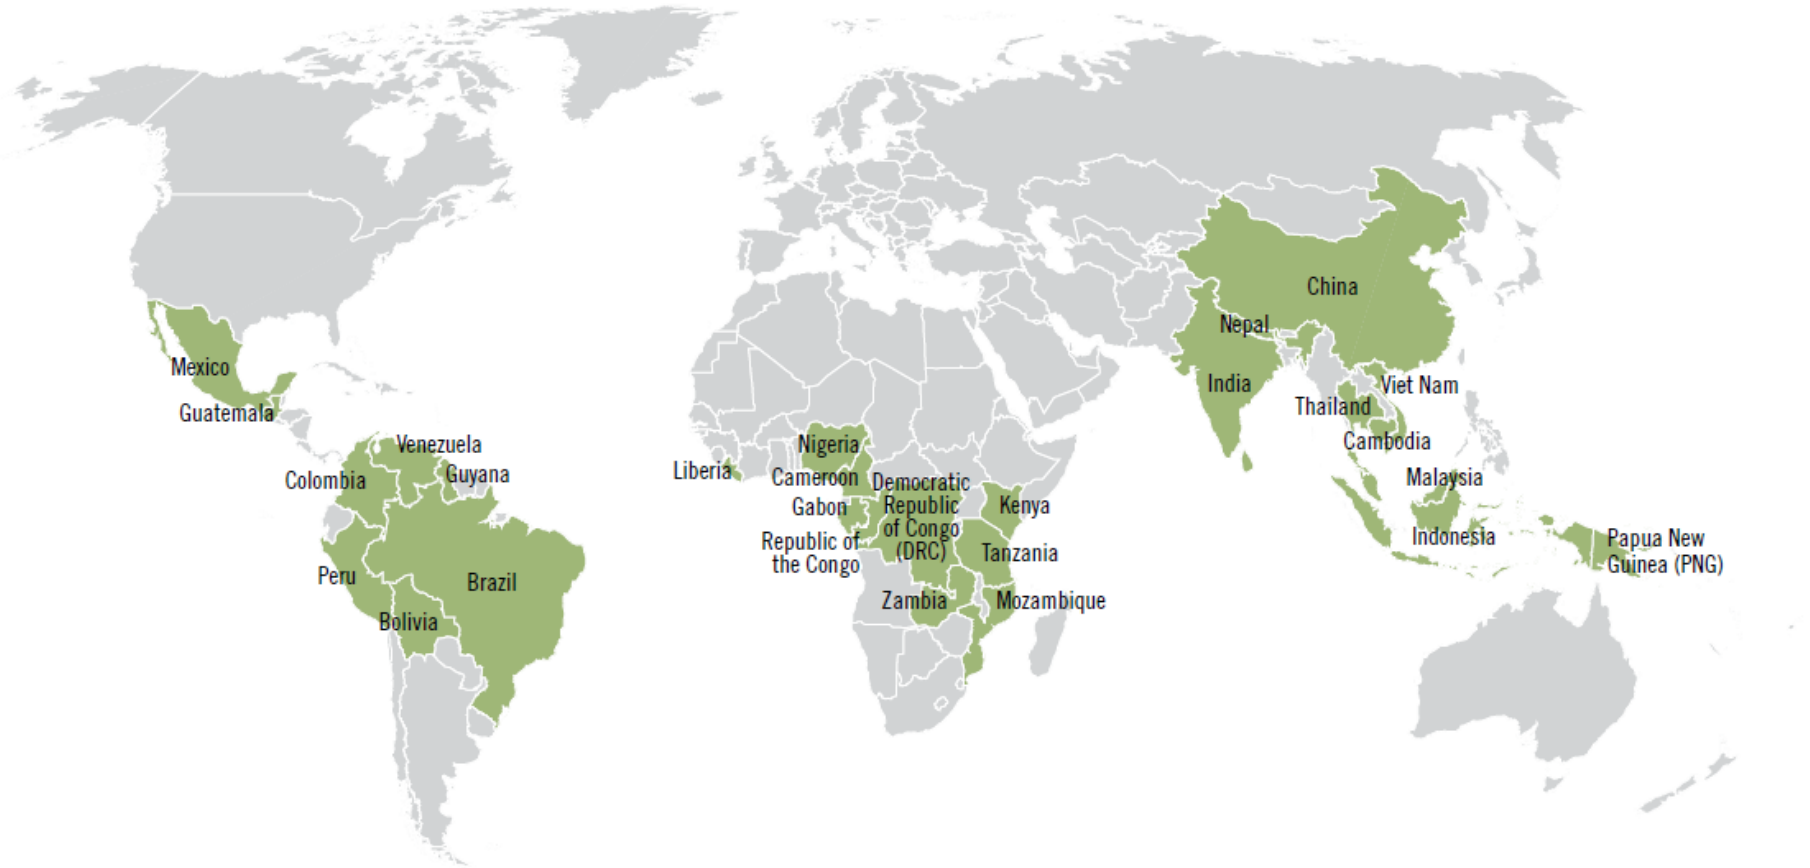 China
Nepal
Mexico
India
Viet Nam
Guatemala
Thailand
Venezuela
Nigeria
Cambodia
Colombia
Guyana
Liberia
Cameroon
Democratic
Republic
of Congo
(DRC)
Malaysia
Gabon
Kenya
Republic of
the Congo
Indonesia
Papua New
Guinea (PNG)
Tanzania
Peru
Brazil
Zambia
Mozambique
Bolivia